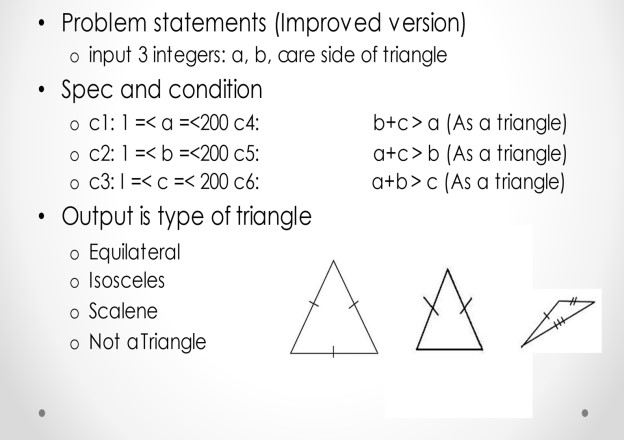 • Problem statements (Improved version)
o input 3 integers: a, b, care side of triangle
• Spec and condition
o c1: 1 =< a =<200 c4: b+c> a (As a triangle)
o c2: 1 =< b =<200 c5: a+c> b (As a triangle)
o c3: l =< c =< 200 c6: a+b> c (As a triangle)
• Output is type of triangle
o Equilateral
o Isosceles
o Scalene
o Not aTriangle